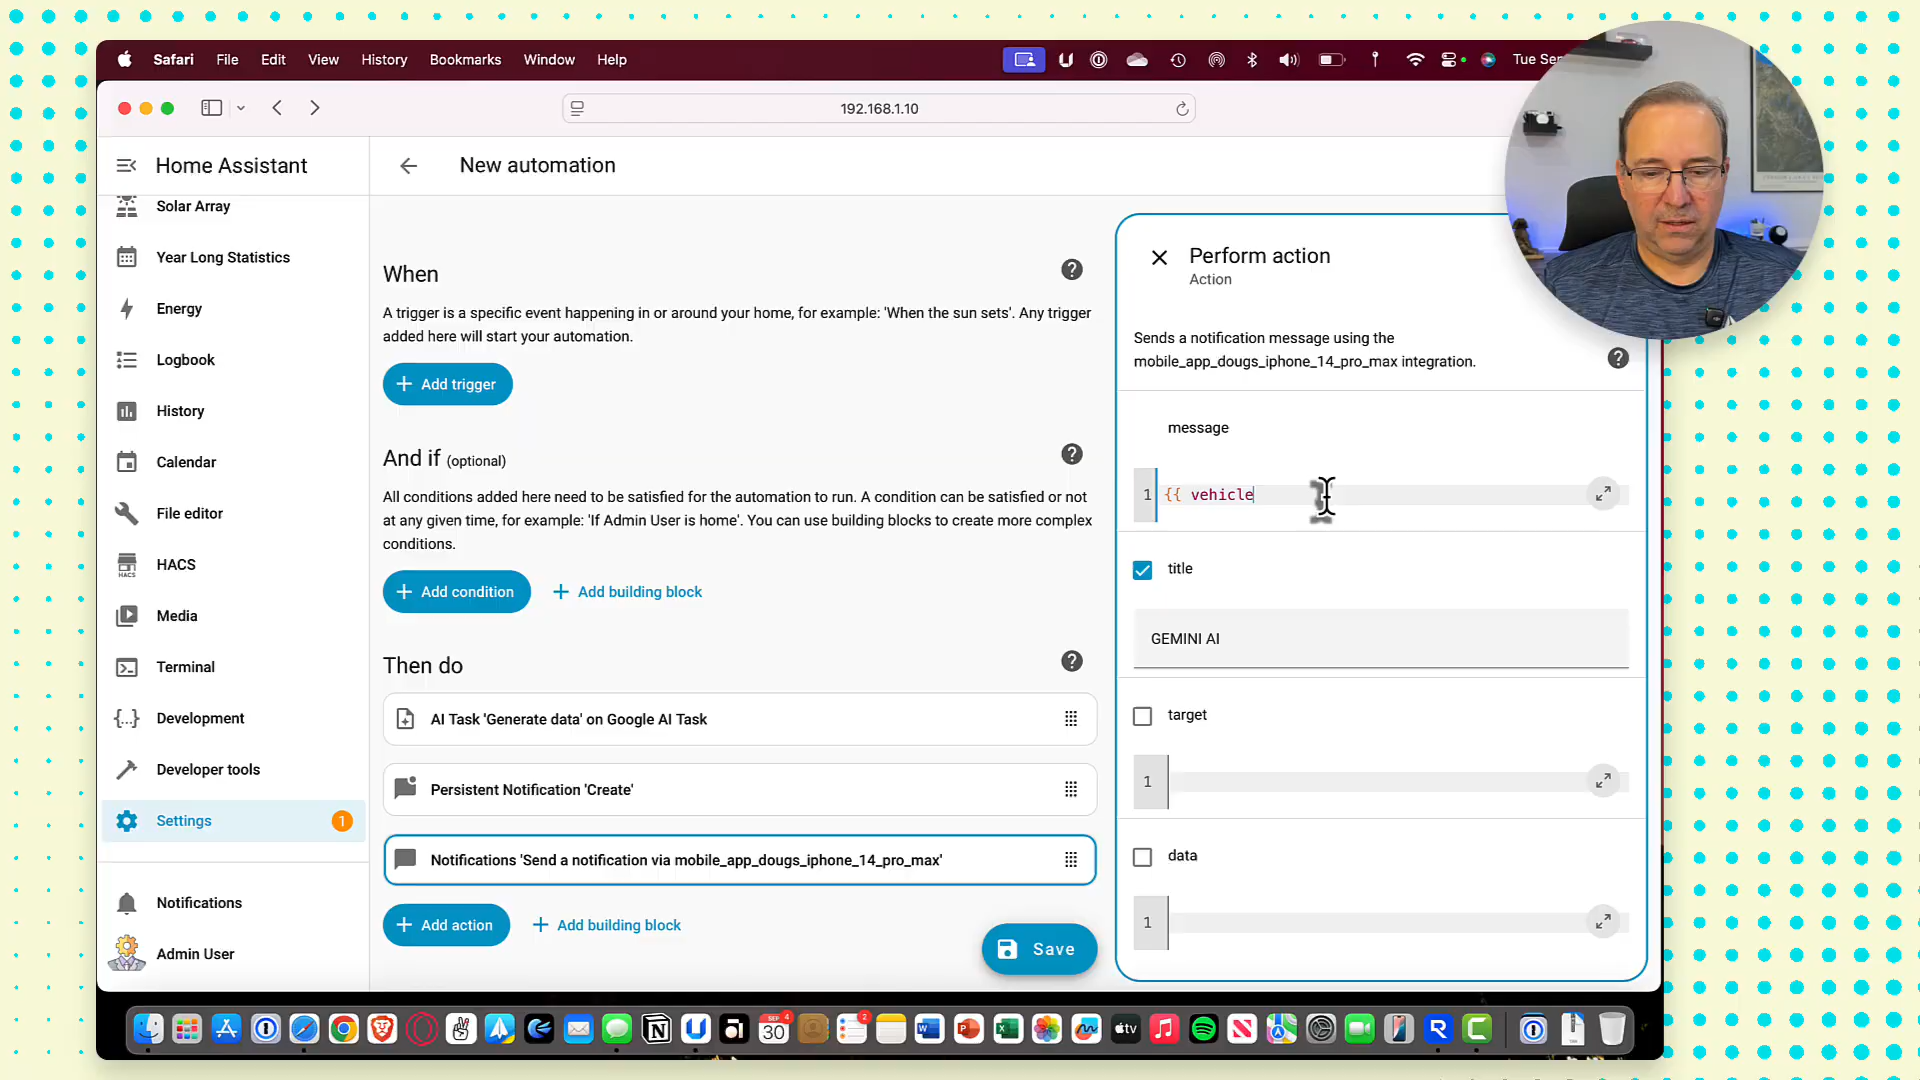 Safari File Edit View History Bookmarks Window Help
Tue Sep
192.168.1.10
Home Assistant
New automation
Solar Array
Year Long Statistics
Energy
Logbook
History
Calendar
File editor
HACS
HACS
Media
Terminal
Development
Developer tools
Settings 1
Notifications
Admin User
When
A trigger is a specific event happening in or around your home, for example: 'When the sun sets'. Any trigger
added here will start your automation.
+ Add trigger
And if (optional)
All conditions added here need to be satisfied for the automation to run. A condition can be satisfied or not
at any given time, for example: 'If Admin User is home'. You can use building blocks to create more complex
conditions.
+ Add condition + Add building block
Then do
AI Task 'Generate data' on Google AI Task
Persistent Notification 'Create'
Notifications 'Send a notification via mobile_app_dougs_iphone_14_pro_max'
+ Add action + Add building block
Save
Perform action
Action
Sends a notification message using the
mobile_app_dougs_iphone_14_pro_max integration.
message
1 {{ vehicle
title
GEMINI AI
target
1
data
1
SEP
30
4
2
tv